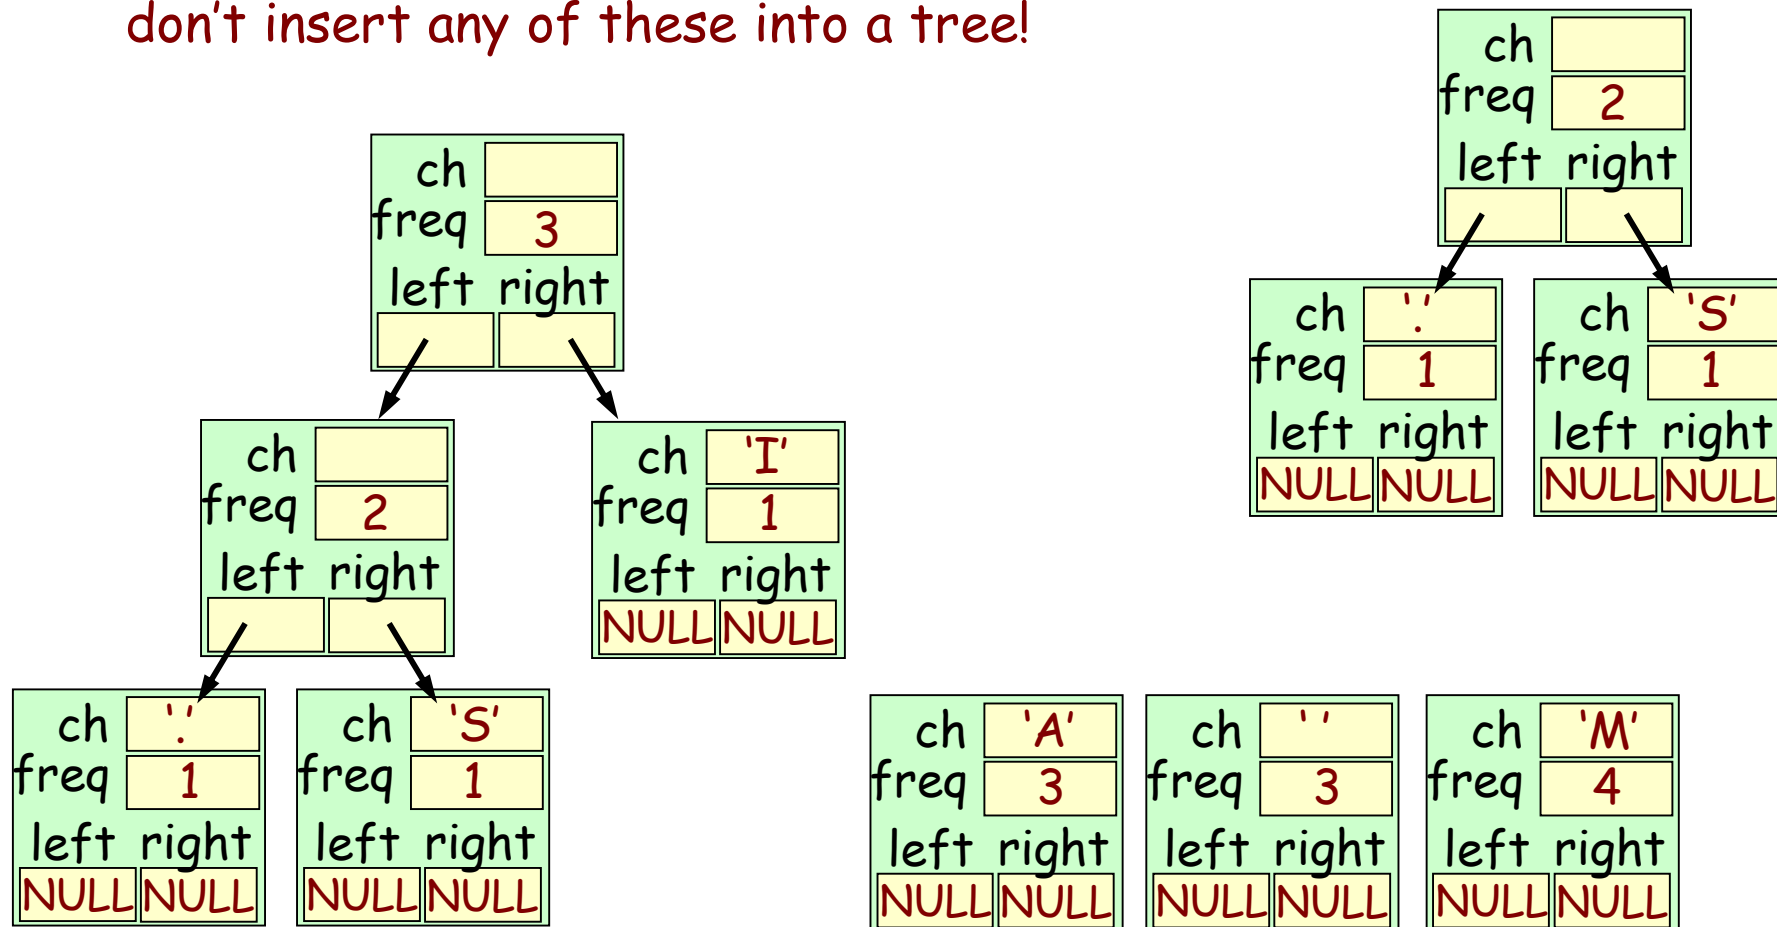 don't insert any of these into a tree!
ch
freq 2
left right
ch
freq 3
left right
ch '.'
freq 1
left right
NULL NULL
ch 'S'
freq 1
left right
NULL NULL
ch
freq 2
left right
ch 'I'
freq 1
left right
NULL NULL
ch '.'
freq 1
left right
NULL NULL
ch 'S'
freq 1
left right
NULL NULL
ch 'A'
freq 3
left right
NULL NULL
ch ' '
freq 3
left right
NULL NULL
ch 'M'
freq 4
left right
NULL NULL